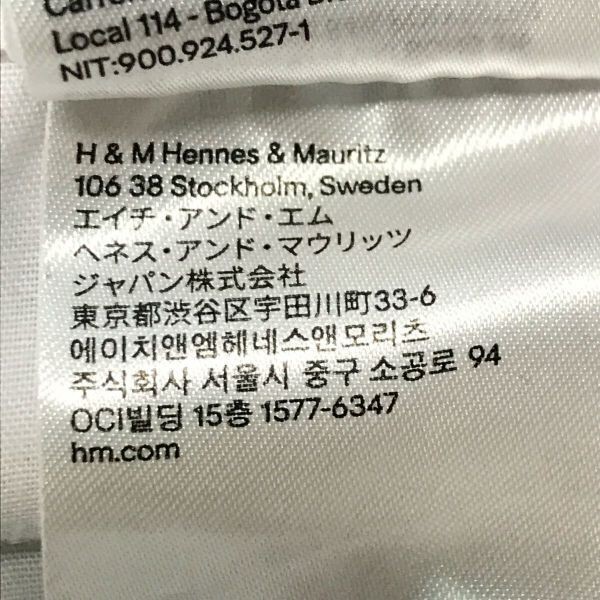 Local 114 - Bogotá
NIT:900.924.527-1
H & M Hennes & Mauritz
106 38 Stockholm, Sweden
エイチ・アンド・エム
ヘネス・アンド・マウリッツ
ジャパン株式会社
東京都渋谷区宇田川町33-6
에이치앤엠헤네스앤모리츠
주식회사 서울시 중구 소공로 94
OCI빌딩 15층 1577-6347
hm.com